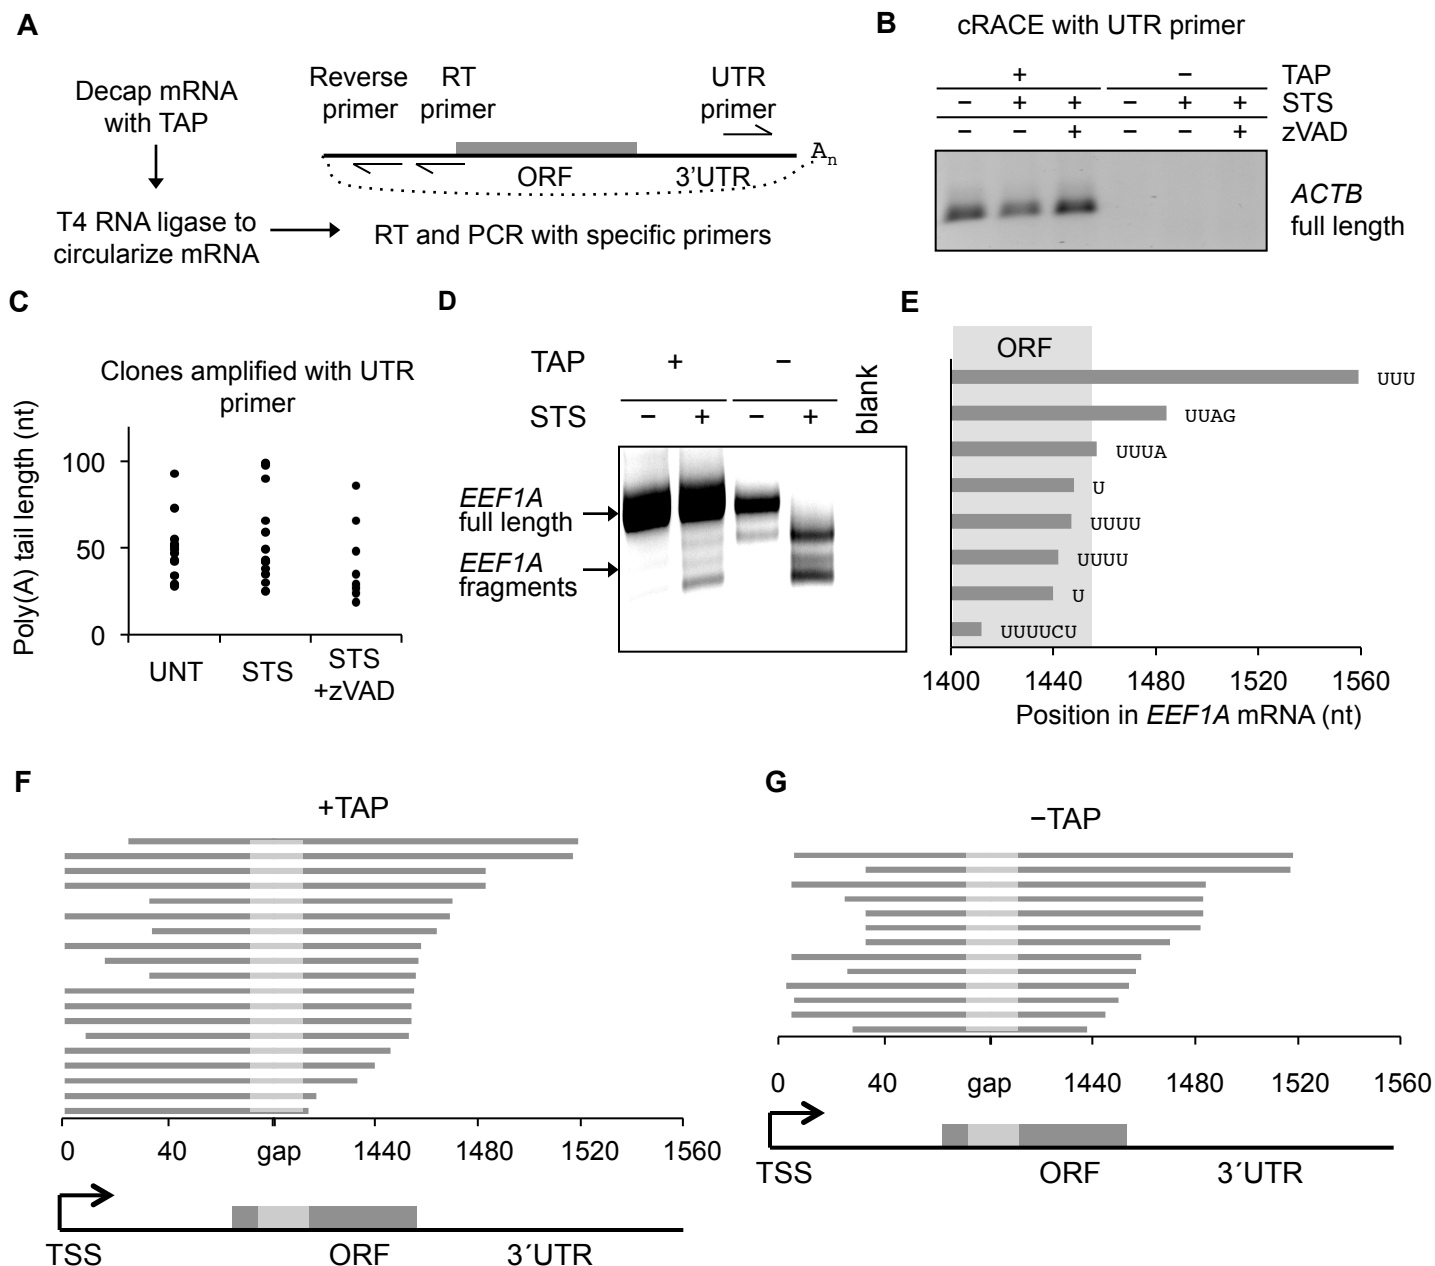 A
Decap mRNA
with TAP
T4 RNA ligase to
circularize mRNA
Reverse
primer
RT
primer
UTR
primer
An
ORF
3'UTR
RT and PCR with specific primers
B
cRACE with UTR primer
+ − TAP
− + + − + + STS
− − + − − + zVAD
ACTB
full length
C
Clones amplified with UTR
primer
Poly(A) tail length (nt)
100
50
0
UNT
STS
STS
+zVAD
D
TAP + −
STS − + − +
blank
EEF1A
full length
EEF1A
fragments
E
ORF
UUU
UUAG
UUUA
U
UUUU
UUUU
U
UUUUCU
1400 1440 1480 1520 1560
Position in EEF1A mRNA (nt)
F
+TAP
0 40 gap 1440 1480 1520 1560
TSS ORF 3´UTR
G
−TAP
0 40 gap 1440 1480 1520 1560
TSS ORF 3´UTR